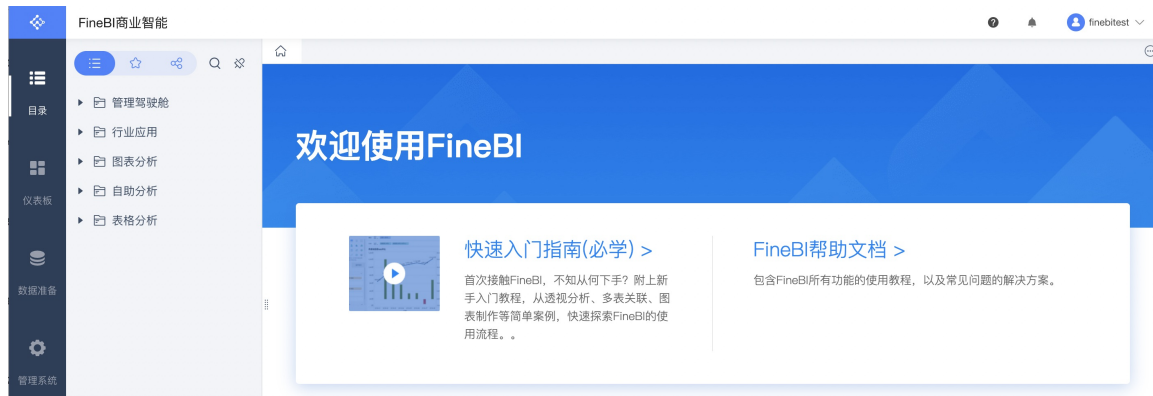 FineBI商业智能
finebitest
目录
仪表板
数据准备
管理系统
管理驾驶舱
行业应用
图表分析
自助分析
表格分析
欢迎使用FineBI
快速入门指南(必学) >
首次接触FineBI，不知从何下手？附上新
手入门教程，从透视分析、多表关联、图
表制作等简单案例，快速探索FineBI的使
用流程。。
FineBI帮助文档 >
包含FineBI所有功能的使用教程，以及常见问题的解决方案。